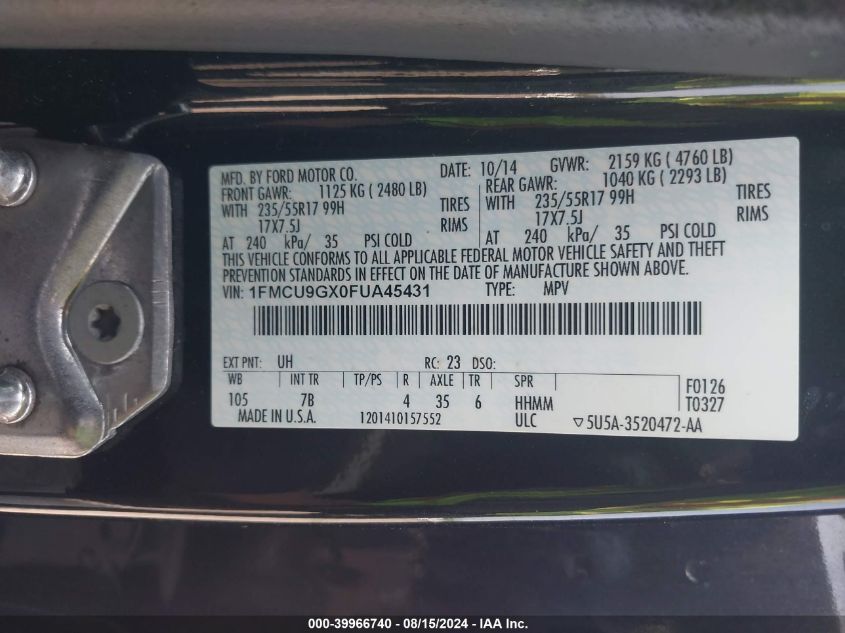 MFD. BY FORD MOTOR CO. DATE: 10/14 GVWR: 2159 KG ( 4760 LB)
FRONT GAWR: 1125 KG ( 2480 LB) REAR GAWR: 1040 KG ( 2293 LB)
WITH 235/55R17 99H TIRES WITH 235/55R17 99H TIRES
17X7.5J RIMS 17X7.5J RIMS
AT 240 kPa/ 35 PSI COLD AT 240 kPa/ 35 PSI COLD
THIS VEHICLE CONFORMS TO ALL APPLICABLE FEDERAL MOTOR VEHICLE SAFETY AND THEFT
PREVENTION STANDARDS IN EFFECT ON THE DATE OF MANUFACTURE SHOWN ABOVE.
VIN: 1FMCU9GX0FUA45431 TYPE: MPV
EXT PNT: UH RC: 23 DSO:
WB INT TR TP/PS R AXLE TR SPR F0126
105 7B 4 35 6 HHMM T0327
MADE IN U.S.A. 1201410157552 ULC ▽5U5A-3520472-AA
000-39966740 - 08/15/2024 - IAA Inc.